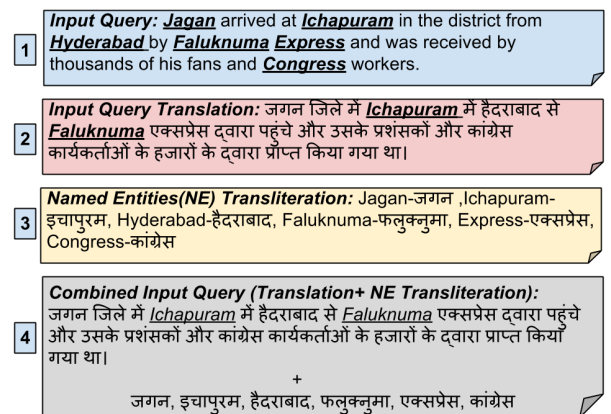 Input Query: Jagan arrived at Ichapuram in the district from
Hyderabad by Faluknuma Express and was received by
thousands of his fans and Congress workers.
1
Input Query Translation: जगन जिले में Ichapuram में हैदराबाद से
Faluknuma एक्सप्रेस द्वारा पहुंचे और उसके प्रशंसकों और कांग्रेस
कार्यकर्ताओं के हजारों के द्वारा प्राप्त किया गया था।
2
Named Entities(NE) Transliteration: Jagan-जगन ,Ichapuram-
इचापुरम, Hyderabad-हैदराबाद, Faluknuma-फलुक्नुमा, Express-एक्सप्रेस,
Congress-कांग्रेस
3
Combined Input Query (Translation+ NE Transliteration):
जगन जिले में Ichapuram में हैदराबाद से Faluknuma एक्सप्रेस द्वारा पहुंचे
और उसके प्रशंसकों और कांग्रेस कार्यकर्ताओं के हजारों के द्वारा प्राप्त किया
गया था।
+
जगन, इचापुरम, हैदराबाद, फलुक्नुमा, एक्सप्रेस, कांग्रेस
4